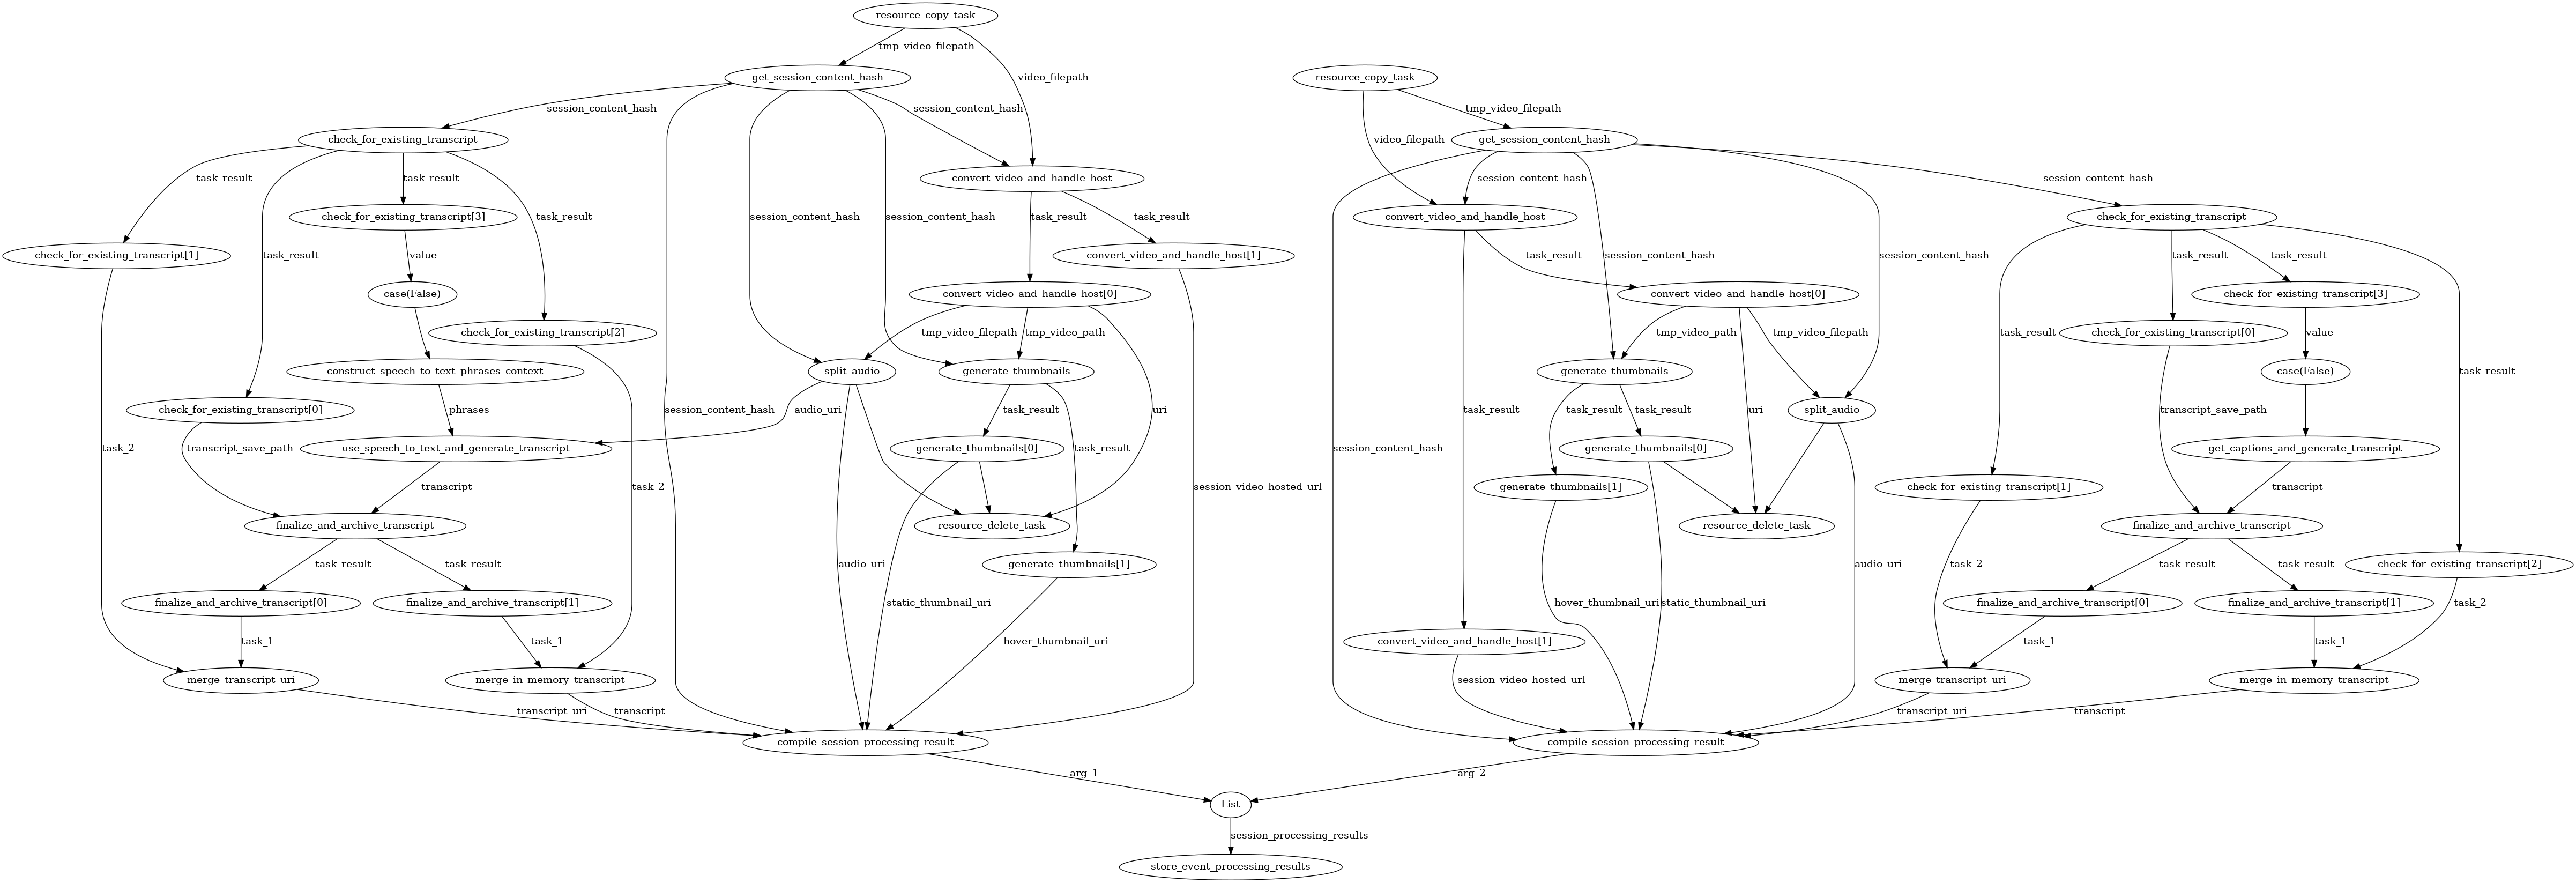 resource_copy_task
tmp_video_filepath
get_session_content_hash
video_filepath
resource_copy_task
session_content_hash
session_content_hash
tmp_video_filepath
check_for_existing_transcript
video_filepath
get_session_content_hash
task_result
task_result
convert_video_and_handle_host
session_content_hash
session_content_hash
check_for_existing_transcript[3]
task_result
session_content_hash
session_content_hash
task_result
task_result
convert_video_and_handle_host
check_for_existing_transcript
check_for_existing_transcript[1]
task_result
value
convert_video_and_handle_host[1]
task_result
session_content_hash
session_content_hash
task_result
task_result
case(False)
convert_video_and_handle_host[0]
convert_video_and_handle_host[0]
check_for_existing_transcript[3]
check_for_existing_transcript[2]
tmp_video_filepath
tmp_video_path
tmp_video_path
tmp_video_filepath
task_result
check_for_existing_transcript[0]
value
construct_speech_to_text_phrases_context
split_audio
generate_thumbnails
generate_thumbnails
case(False)
task_result
check_for_existing_transcript[0]
phrases
session_content_hash
audio_uri
task_result
uri
task_result
task_result
task_result
uri
split_audio
transcript_save_path
task_2
transcript_save_path
use_speech_to_text_and_generate_transcript
generate_thumbnails[0]
task_result
session_content_hash
generate_thumbnails[0]
get_captions_and_generate_transcript
transcript
task_2
session_video_hosted_url
generate_thumbnails[1]
check_for_existing_transcript[1]
transcript
finalize_and_archive_transcript
resource_delete_task
resource_delete_task
finalize_and_archive_transcript
task_result
task_result
audio_uri
generate_thumbnails[1]
audio_uri
task_2
task_result
task_result
check_for_existing_transcript[2]
finalize_and_archive_transcript[0]
finalize_and_archive_transcript[1]
static_thumbnail_uri
hover_thumbnail_uri
static_thumbnail_uri
finalize_and_archive_transcript[0]
finalize_and_archive_transcript[1]
task_2
task_1
task_1
hover_thumbnail_uri
convert_video_and_handle_host[1]
task_1
task_1
merge_transcript_uri
merge_in_memory_transcript
session_video_hosted_url
merge_transcript_uri
merge_in_memory_transcript
transcript_uri
transcript
transcript_uri
transcript
compile_session_processing_result
compile_session_processing_result
arg_1
arg_2
List
session_processing_results
store_event_processing_results